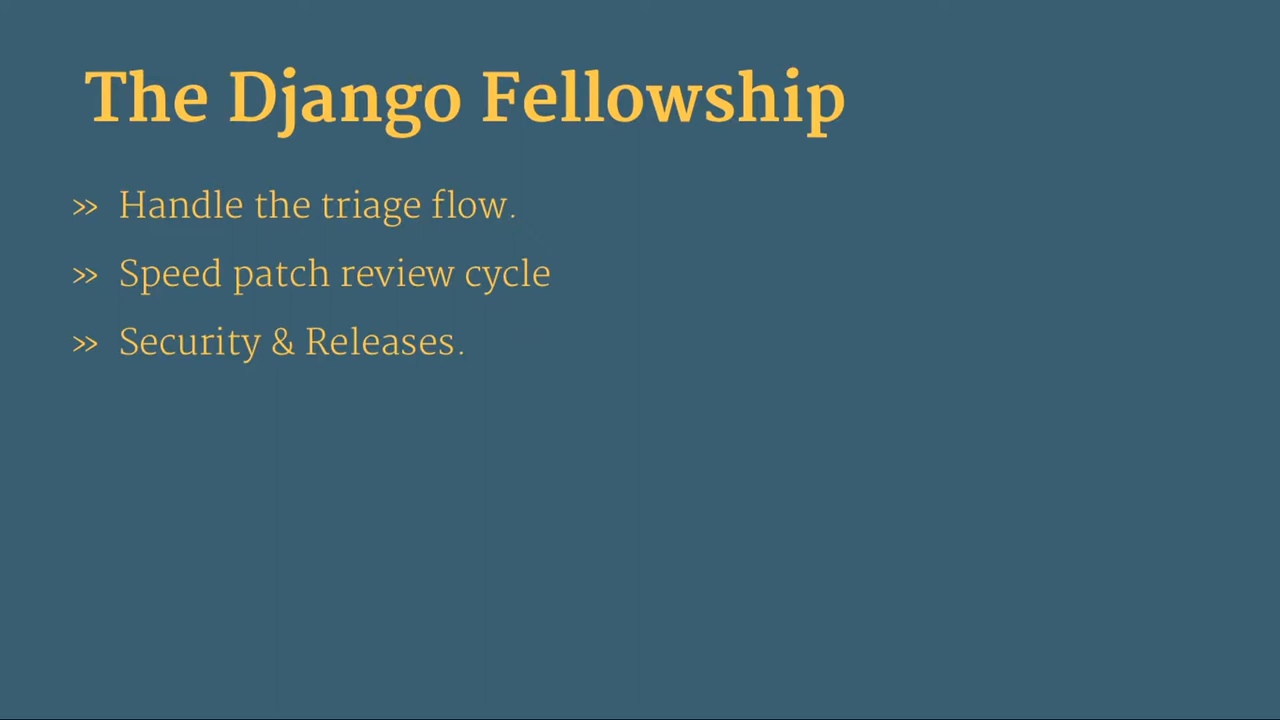 The Django Fellowship
» Handle the triage flow.
» Speed patch review cycle
» Security & Releases.